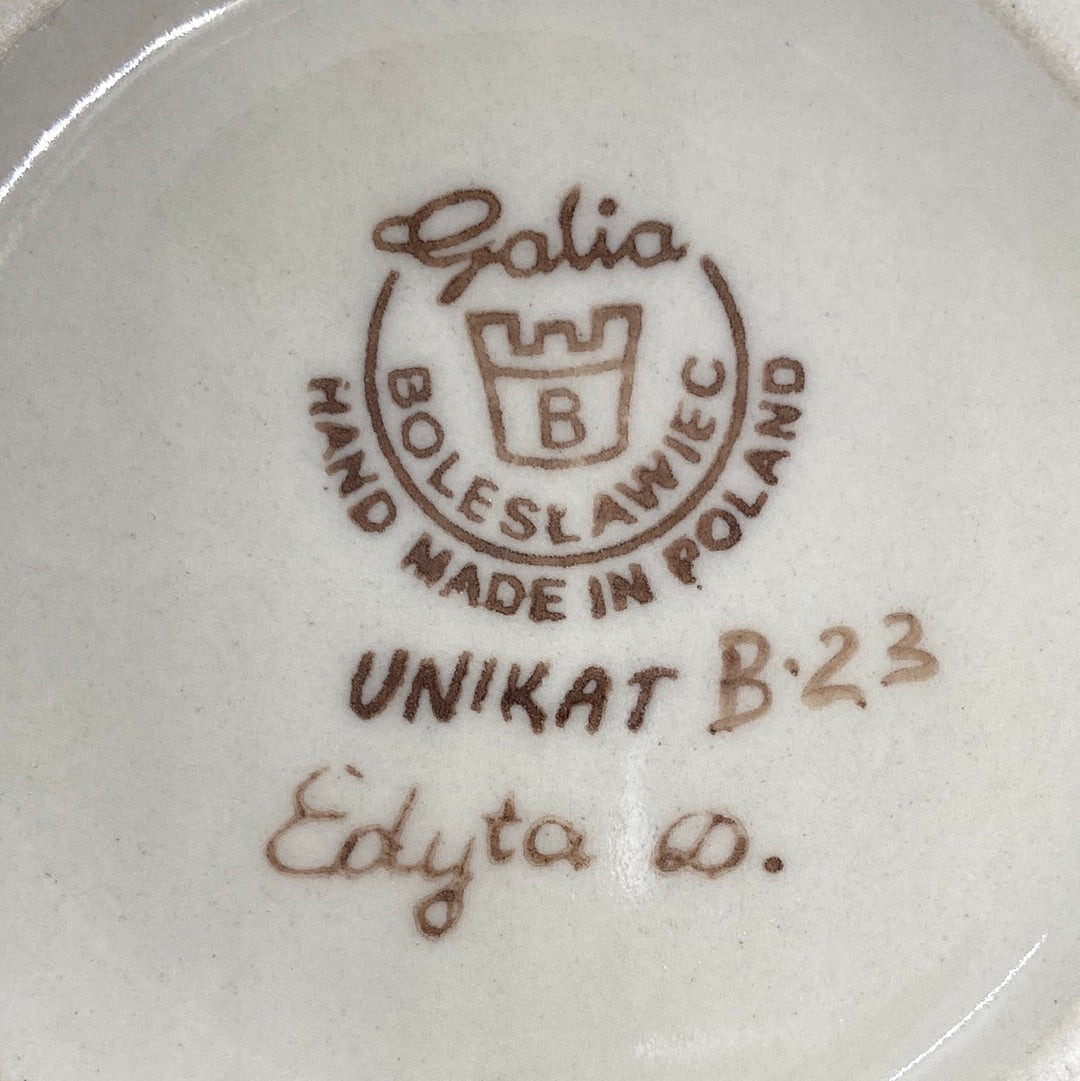 Galia
B
BOLESŁAWIEC
HAND MADE IN POLAND
UNIKAT B·23
Edyta D.